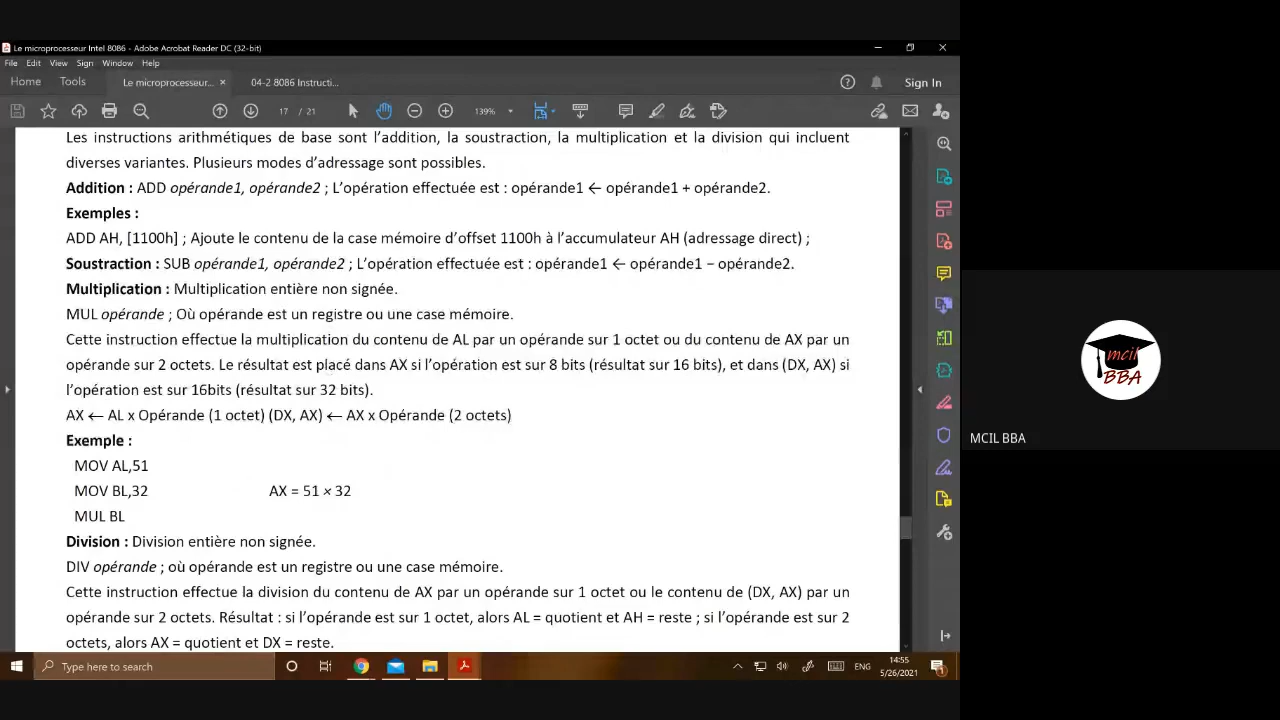 Le microprocesseur Intel 8086 - Adobe Acrobat Reader DC (32-bit)
File Edit View Sign Window Help
Home Tools Le microprocesseur... × 04-2 8086 Instructi... Sign In
17 / 21 139%
Les instructions arithmétiques de base sont l’addition, la soustraction, la multiplication et la division qui incluent
diverses variantes. Plusieurs modes d’adressage sont possibles.
Addition : ADD opérande1, opérande2 ; L’opération effectuée est : opérande1 ← opérande1 + opérande2.
Exemples :
ADD AH, [1100h] ; Ajoute le contenu de la case mémoire d’offset 1100h à l’accumulateur AH (adressage direct) ;
Soustraction : SUB opérande1, opérande2 ; L’opération effectuée est : opérande1 ← opérande1 − opérande2.
Multiplication : Multiplication entière non signée.
MUL opérande ; Où opérande est un registre ou une case mémoire.
Cette instruction effectue la multiplication du contenu de AL par un opérande sur 1 octet ou du contenu de AX par un
opérande sur 2 octets. Le résultat est placé dans AX si l’opération est sur 8 bits (résultat sur 16 bits), et dans (DX, AX) si
l’opération est sur 16bits (résultat sur 32 bits).
AX ← AL x Opérande (1 octet) (DX, AX) ← AX x Opérande (2 octets)
Exemple :
MOV AL,51
MOV BL,32 AX = 51 × 32
MUL BL
Division : Division entière non signée.
DIV opérande ; où opérande est un registre ou une case mémoire.
Cette instruction effectue la division du contenu de AX par un opérande sur 1 octet ou le contenu de (DX, AX) par un
opérande sur 2 octets. Résultat : si l’opérande est sur 1 octet, alors AL = quotient et AH = reste ; si l’opérande est sur 2
octets, alors AX = quotient et DX = reste.
mcil
BBA
MCIL BBA
Type here to search
ENG
14:55
5/26/2021
1